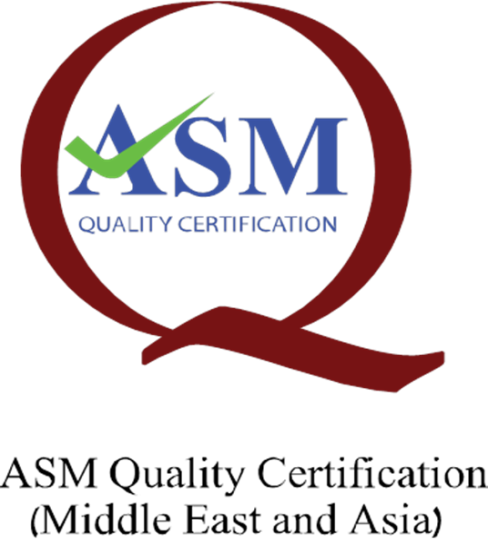 ASM
QUALITY CERTIFICATION
ASM Quality Certification
(Middle East and Asia)